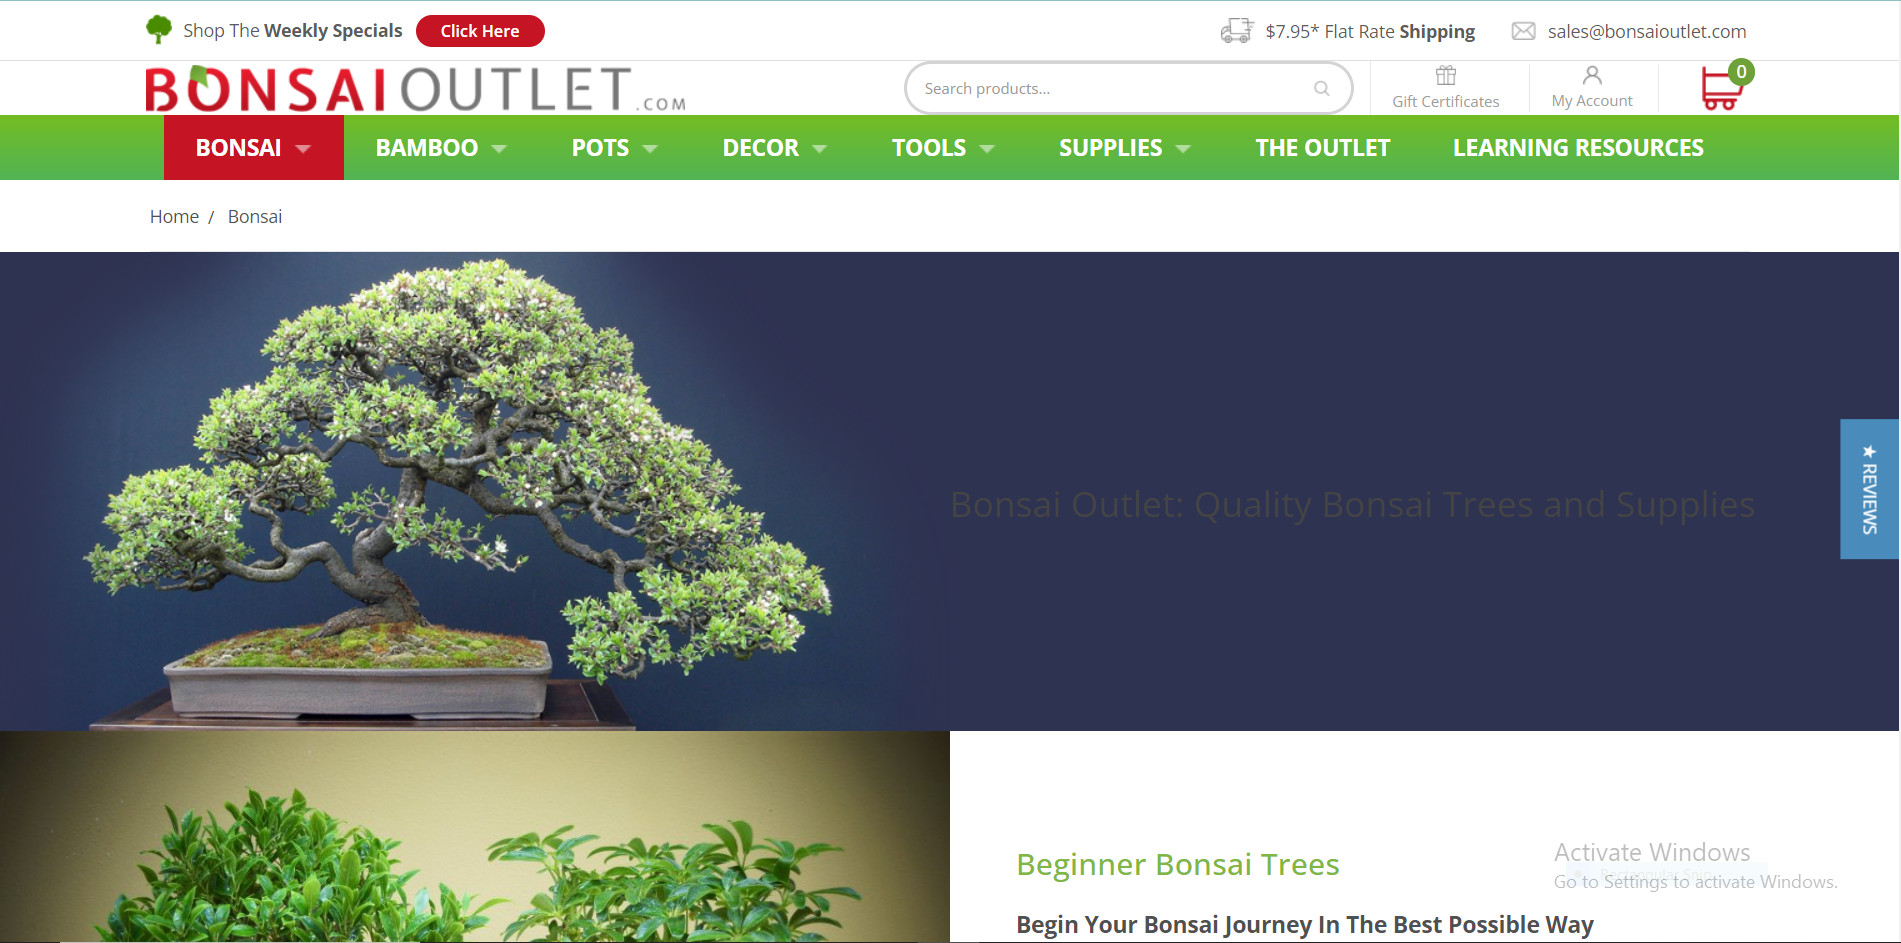 Shop The Weekly Specials Click Here $7.95* Flat Rate Shipping sales@bonsaioutlet.com
BONSAIOUTLET.COM
Search products...
Gift Certificates My Account 0
BONSAI BAMBOO POTS DECOR TOOLS SUPPLIES THE OUTLET LEARNING RESOURCES
Home / Bonsai
Bonsai Outlet: Quality Bonsai Trees and Supplies
★ REVIEWS
Beginner Bonsai Trees
Begin Your Bonsai Journey In The Best Possible Way
Activate Windows
Rectangular Snip
Go to Settings to activate Windows.